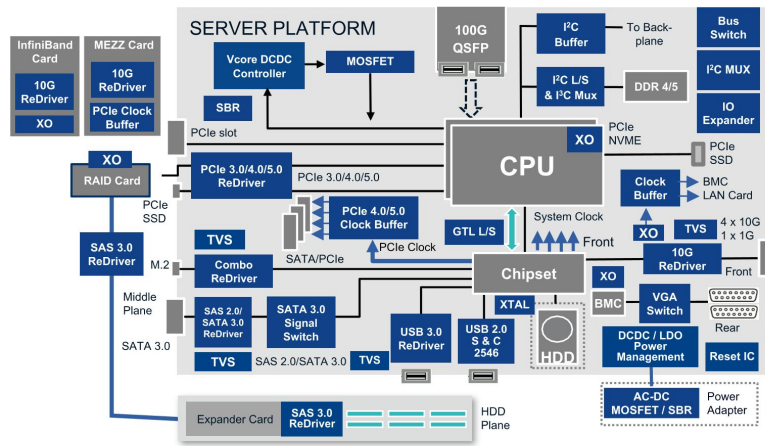 SERVER PLATFORM
InfiniBand
Card
10G
ReDriver
XO
MEZZ Card
10G
ReDriver
PCIe Clock
Buffer
Vcore DCDC
Controller
MOSFET
SBR
100G
QSFP
I²C
Buffer
To Back-
plane
I²C L/S
& I³C Mux
DDR 4/5
Bus
Switch
I²C MUX
IO
Expander
PCIe slot
XO
RAID Card
PCIe 3.0/4.0/5.0
ReDriver
PCIe 3.0/4.0/5.0
PCIe
SSD
CPU
XO
PCIe
NVME
PCIe
SSD
Clock
Buffer
BMC
LAN Card
XO
TVS
4 x 10G
1 x 1G
PCIe 4.0/5.0
Clock Buffer
SATA/PCIe
PCIe Clock
GTL L/S
System Clock
Front
SAS 3.0
ReDriver
TVS
M.2
Combo
ReDriver
Chipset
10G
ReDriver
Front
XO
BMC
VGA
Switch
Rear
XTAL
HDD
Middle
Plane
SATA 3.0
SAS 2.0/
SATA 3.0
ReDriver
SATA 3.0
Signal
Switch
USB 3.0
ReDriver
USB 2.0
S & C
2546
TVS
SAS 2.0/SATA 3.0
TVS
DCDC / LDO
Power
Management
Reset IC
AC-DC
MOSFET / SBR
Power
Adapter
Expander Card
SAS 3.0
ReDriver
HDD
Plane